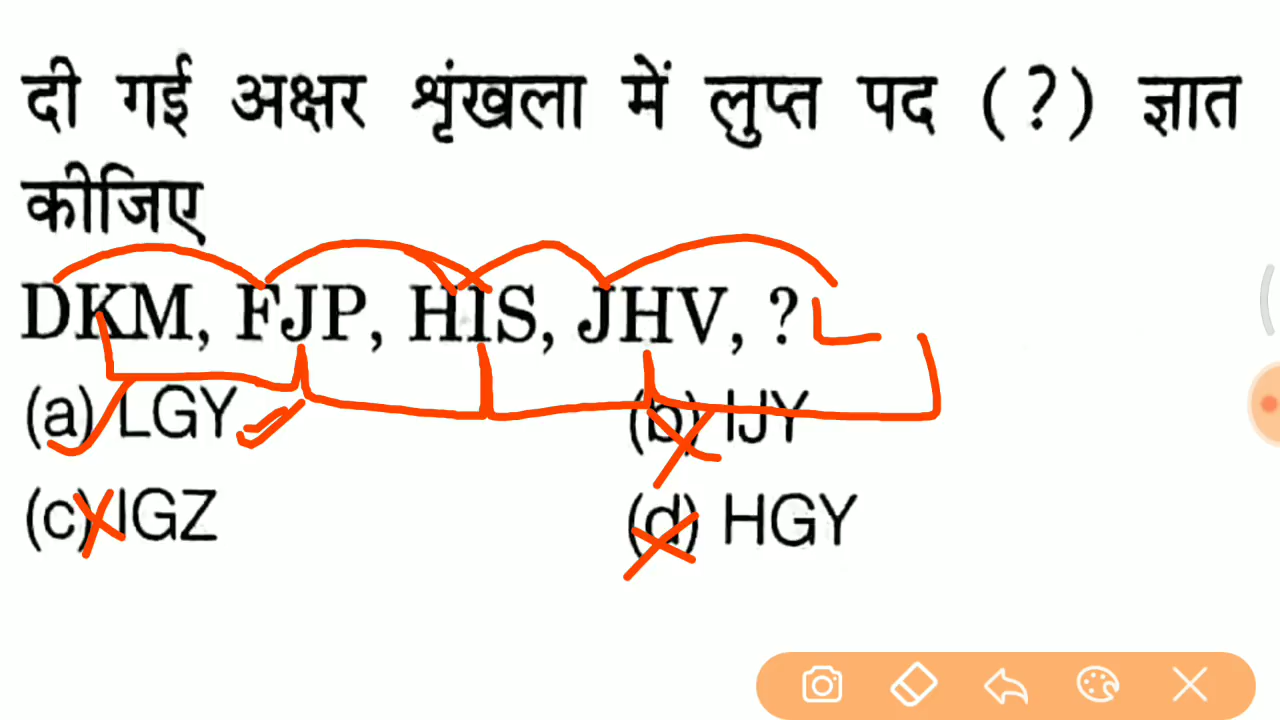 दी गई अक्षर श्रृंखला में लुप्त पद (?) ज्ञात
कीजिए
DKM, FJP, HIS, JHV, ?
(a) LGY (b) IJY
(c) IGZ (d) HGY